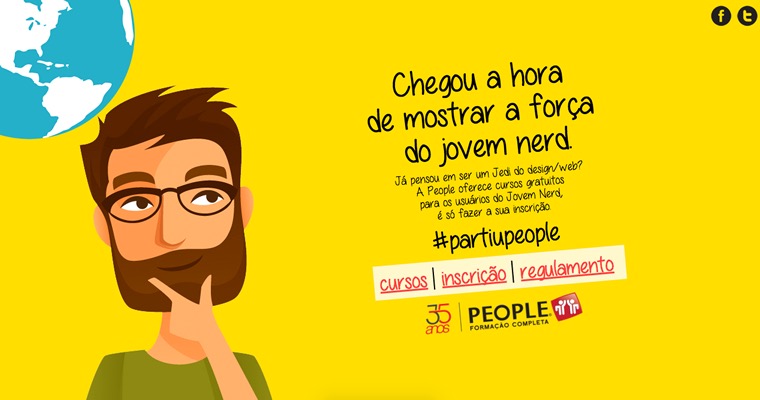 Chegou a hora
de mostrar a força
do jovem nerd.
Já pensou em ser um Jedi do design/web?
A People oferece cursos gratuitos
para os usuários do Jovem Nerd,
é só fazer a sua inscrição.
#partiupeople
cursos | inscrição | regulamento
35 anos | PEOPLE®
FORMAÇÃO COMPLETA